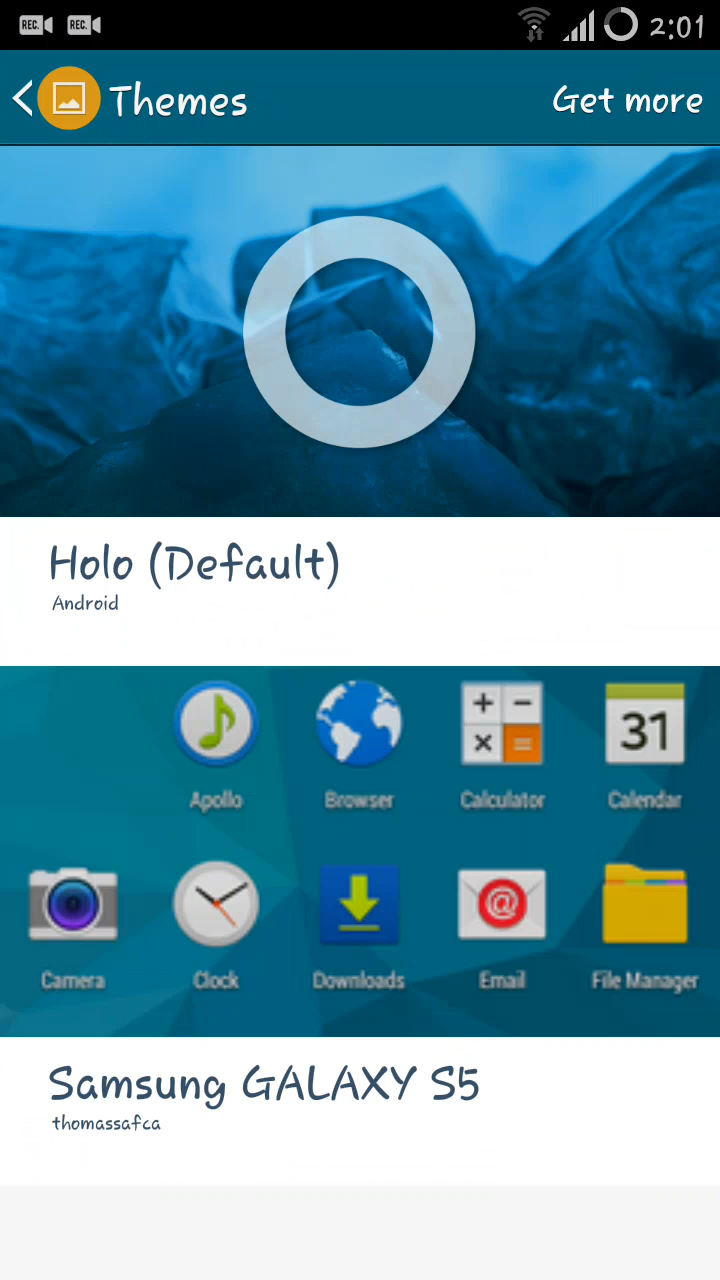 REC. REC. 2:01
Themes Get more
Holo (Default)
Android
Apollo Browser Calculator Calendar
31
Camera Clock Downloads Email File Manager
Samsung GALAXY S5
thomassafca